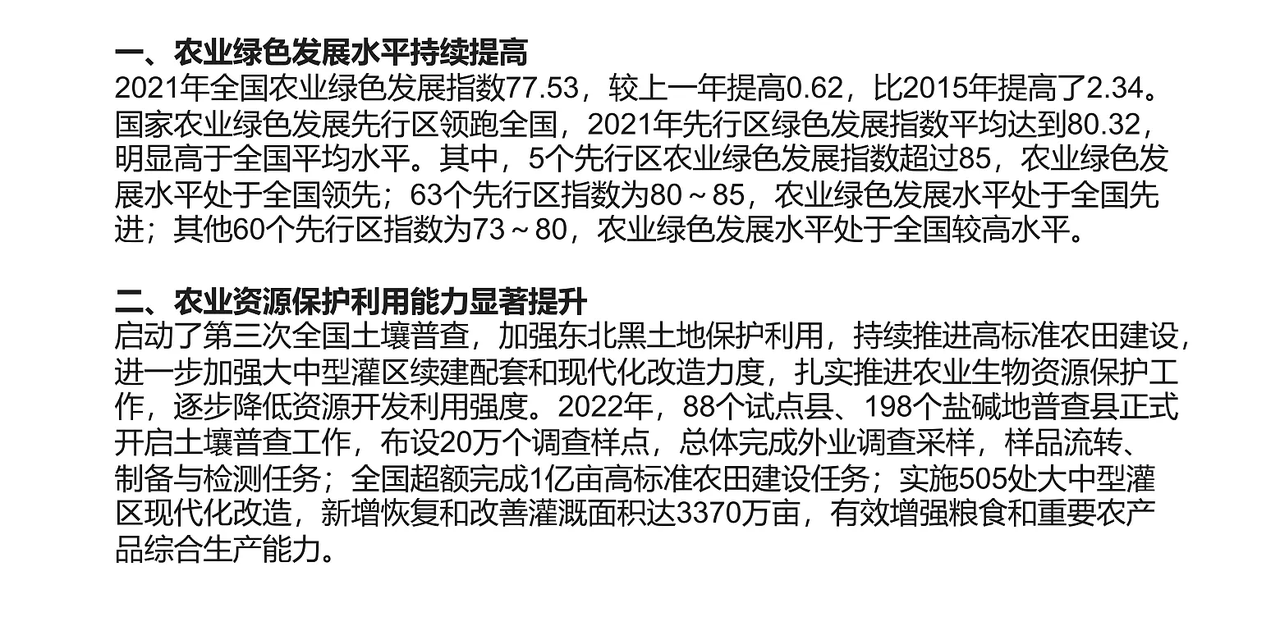 一、农业绿色发展水平持续提高
2021年全国农业绿色发展指数77.53，较上一年提高0.62，比2015年提高了2.34。
国家农业绿色发展先行区领跑全国，2021年先行区绿色发展指数平均达到80.32，
明显高于全国平均水平。其中，5个先行区农业绿色发展指数超过85，农业绿色发
展水平处于全国领先；63个先行区指数为80～85，农业绿色发展水平处于全国先
进；其他60个先行区指数为73～80，农业绿色发展水平处于全国较高水平。
二、农业资源保护利用能力显著提升
启动了第三次全国土壤普查，加强东北黑土地保护利用，持续推进高标准农田建设，
进一步加强大中型灌区续建配套和现代化改造力度，扎实推进农业生物资源保护工
作，逐步降低资源开发利用强度。2022年，88个试点县、198个盐碱地普查县正式
开启土壤普查工作，布设20万个调查样点，总体完成外业调查采样，样品流转、
制备与检测任务；全国超额完成1亿亩高标准农田建设任务；实施505处大中型灌
区现代化改造，新增恢复和改善灌溉面积达3370万亩，有效增强粮食和重要农产
品综合生产能力。